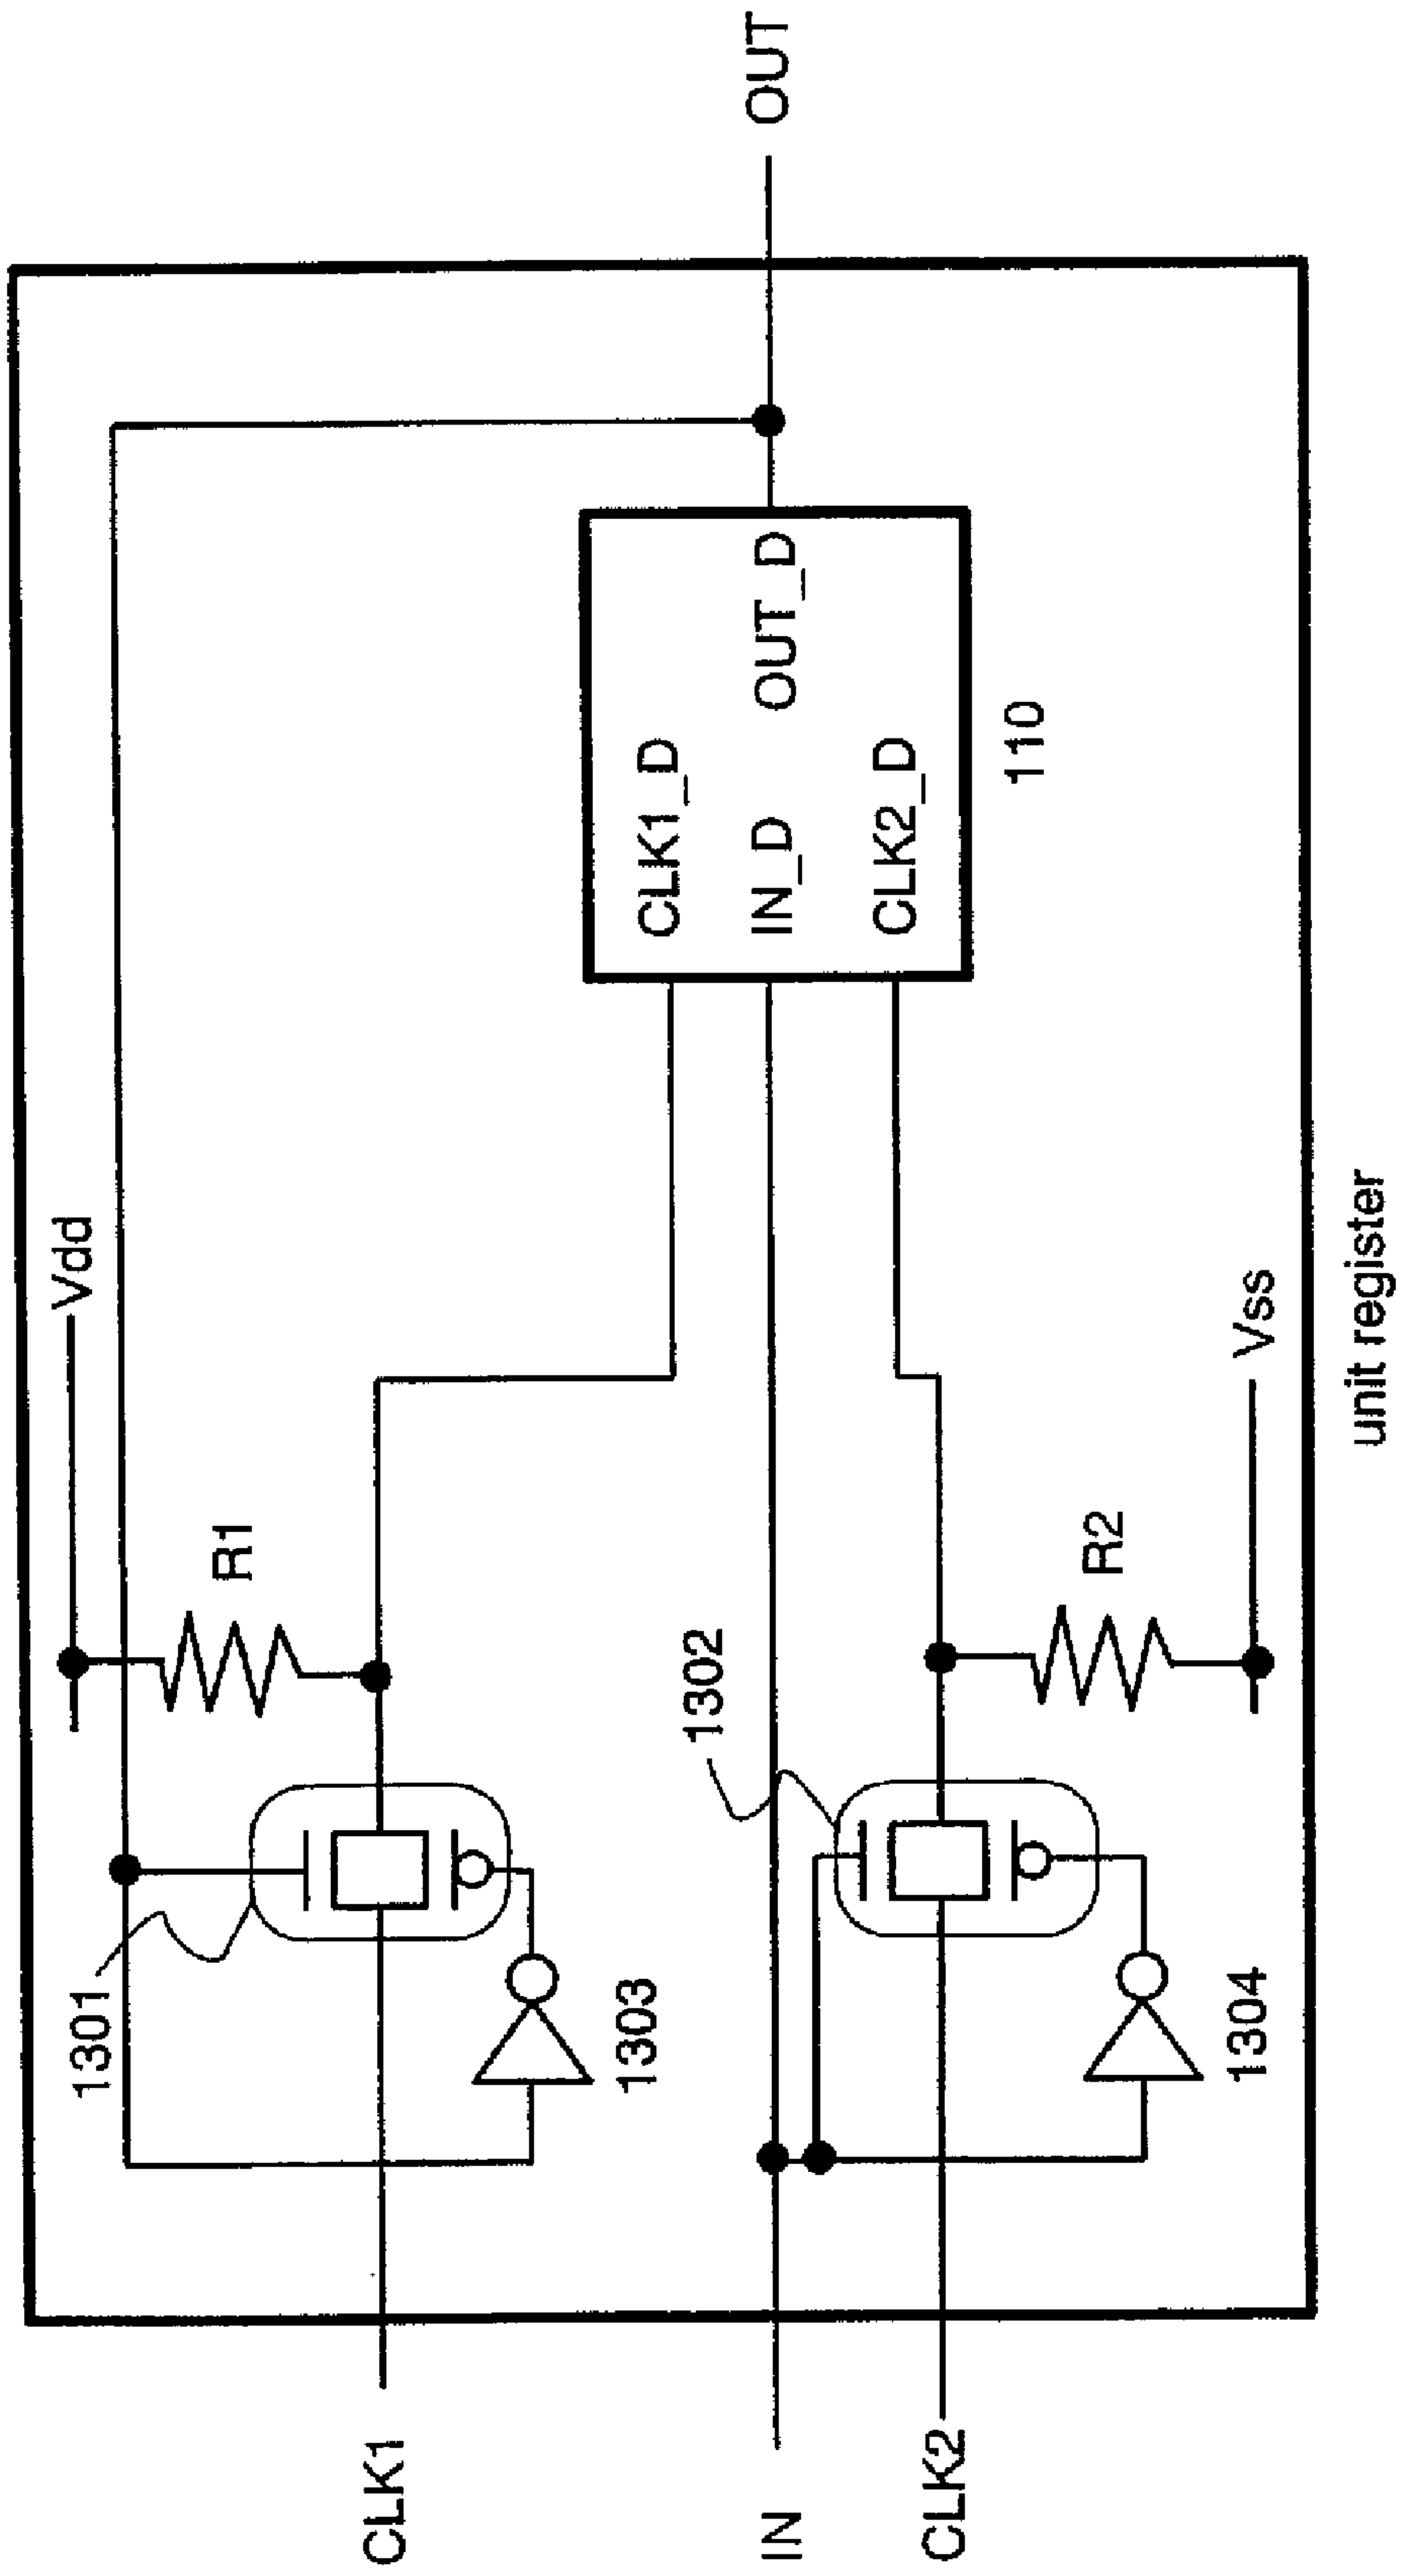 Vdd
R1
1301
CLK1
1303
CLK1_D
IN_D
OUT_D
OUT
CLK2_D
110
1302
IN
CLK2
R2
1304
Vss
unit register